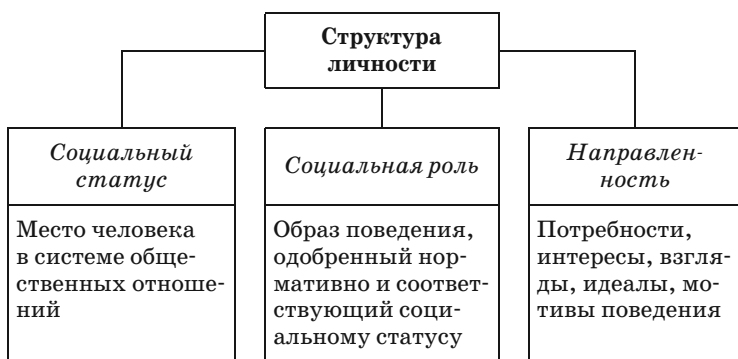 Структура
личности
Социальный
статус
Место человека
в системе обще-
ственных отноше-
ний
Социальная роль
Образ поведения,
одобренный нор-
мативно и соответ-
ствующий соци-
альному статусу
Направлен-
ность
Потребности,
интересы, взгля-
ды, идеалы, мо-
тивы поведения